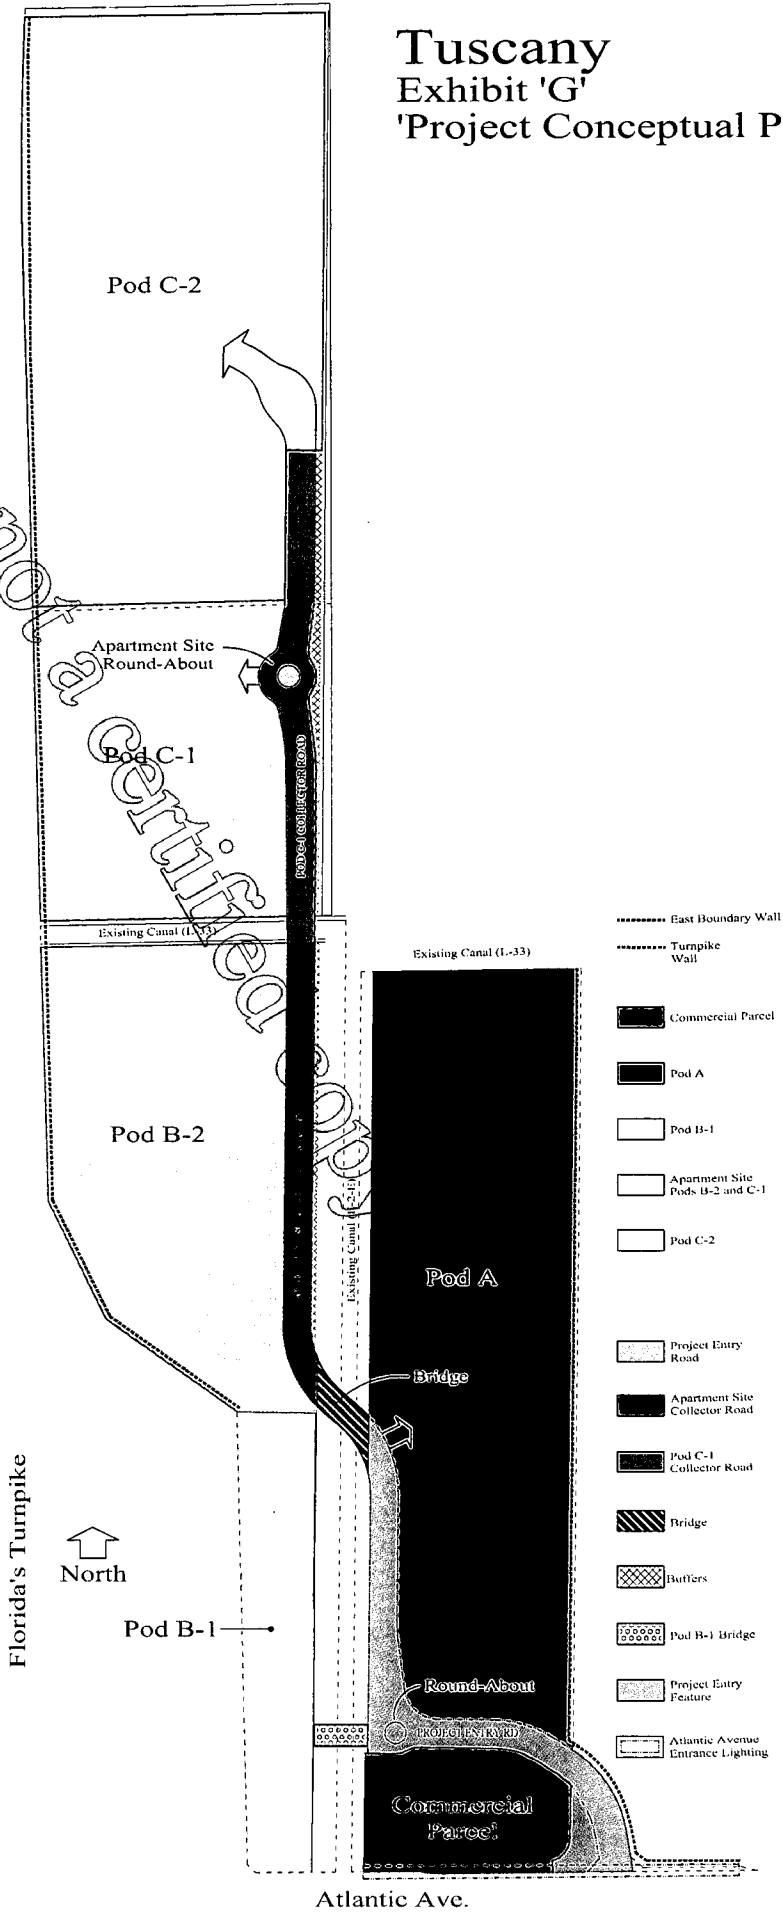 Tuscany
Exhibit 'G'
'Project Conceptual P
Pod C-2
not a certified copy
Apartment Site
Round-About
Pod C-1
POD C-1 COLLECTOR ROAD
Existing Canal (L-33)
Existing Canal (L-33)
East Boundary Wall
Turnpike
Wall
Commercial Parcel
Pod A
Pod B-1
Apartment Site
Pods B-2 and C-1
Pod C-2
Pod B-2
Existing Canal
Pod A
Bridge
Project Entry
Road
Apartment Site
Collector Road
Pod C-1
Collector Road
Bridge
Buffers
Pod B-1 Bridge
Project Entry
Feature
Atlantic Avenue
Entrance Lighting
Florida's Turnpike
North
Pod B-1
Round-About
PROJECT ENTRY RD
Commercial
Parcel
Atlantic Ave.